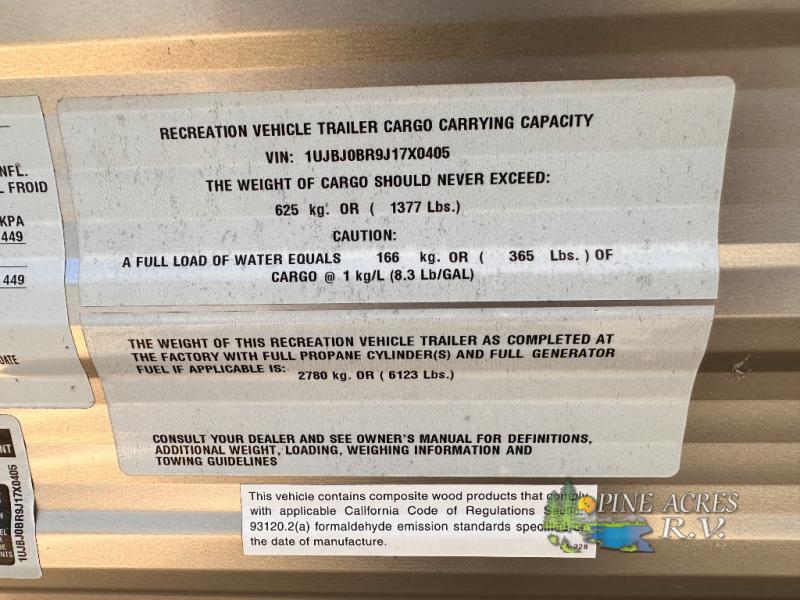 NFL.
L FROID
KPA
449
449
DATE
NT
1UJBJ0BR9J17X0405
RECREATION VEHICLE TRAILER CARGO CARRYING CAPACITY
VIN: 1UJBJ0BR9J17X0405
THE WEIGHT OF CARGO SHOULD NEVER EXCEED:
625 kg. OR ( 1377 Lbs.)
CAUTION:
A FULL LOAD OF WATER EQUALS 166 kg. OR ( 365 Lbs. ) OF
CARGO @ 1 kg/L (8.3 Lb/GAL)
THE WEIGHT OF THIS RECREATION VEHICLE TRAILER AS COMPLETED AT
THE FACTORY WITH FULL PROPANE CYLINDER(S) AND FULL GENERATOR
FUEL IF APPLICABLE IS: 2780 kg. OR ( 6123 Lbs.)
CONSULT YOUR DEALER AND SEE OWNER'S MANUAL FOR DEFINITIONS,
ADDITIONAL WEIGHT, LOADING, WEIGHING INFORMATION AND
TOWING GUIDELINES
This vehicle contains composite wood products that comply
with applicable California Code of Regulations Section
93120.2(a) formaldehyde emission standards specified on
the date of manufacture.
PINE ACRES
R.V.